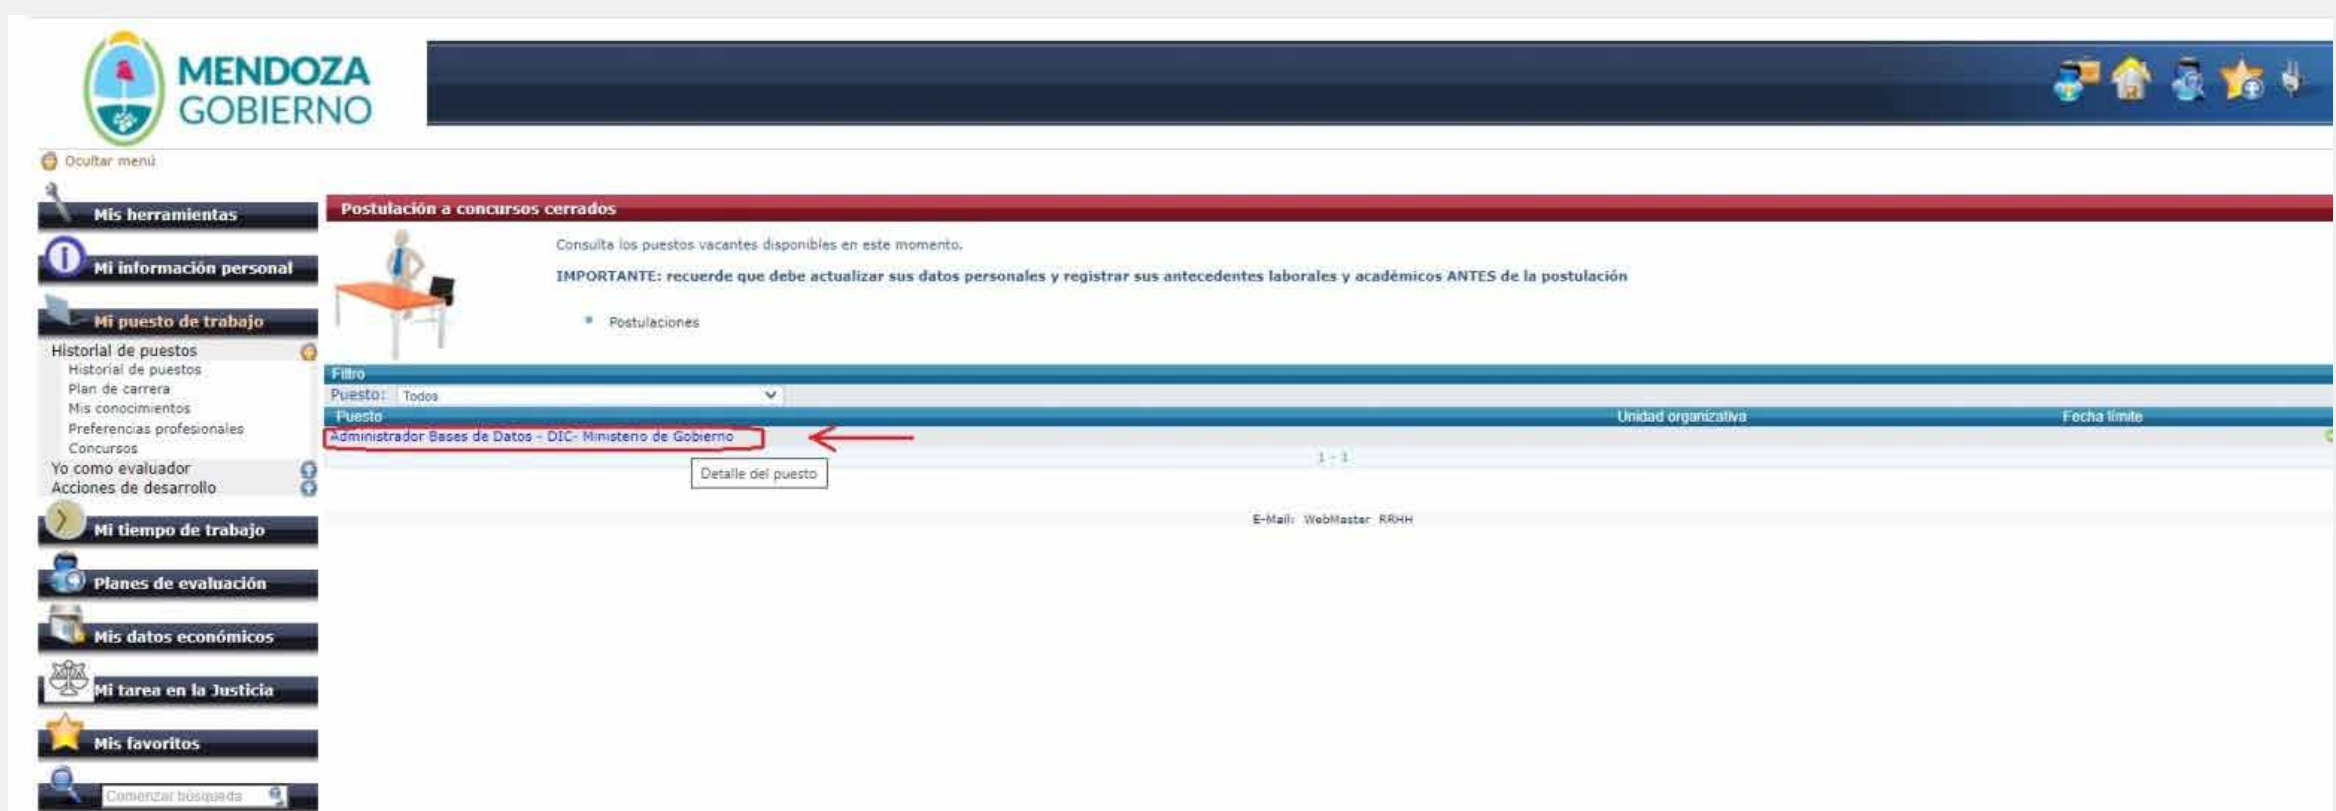 MENDOZA
GOBIERNO
Ocultar menú
Mis herramientas
Mi información personal
Mi puesto de trabajo
Historial de puestos
Historial de puestos
Plan de carrera
Mis conocimientos
Preferencias profesionales
Concursos
Yo como evaluador
Acciones de desarrollo
Mi tiempo de trabajo
Planes de evaluación
Mis datos económicos
Mi tarea en la Justicia
Mis favoritos
Comenzar búsqueda
Postulación a concursos cerrados
Consulta los puestos vacantes disponibles en este momento.
IMPORTANTE: recuerde que debe actualizar sus datos personales y registrar sus antecedentes laborales y académicos ANTES de la postulación
Postulaciones
Filtro
Puesto: Todos
Puesto Unidad organizativa Fecha límite
Administrador Bases de Datos - DIC- Ministerio de Gobierno
1 - 1
Detalle del puesto
E-Mail: WebMaster RRHH